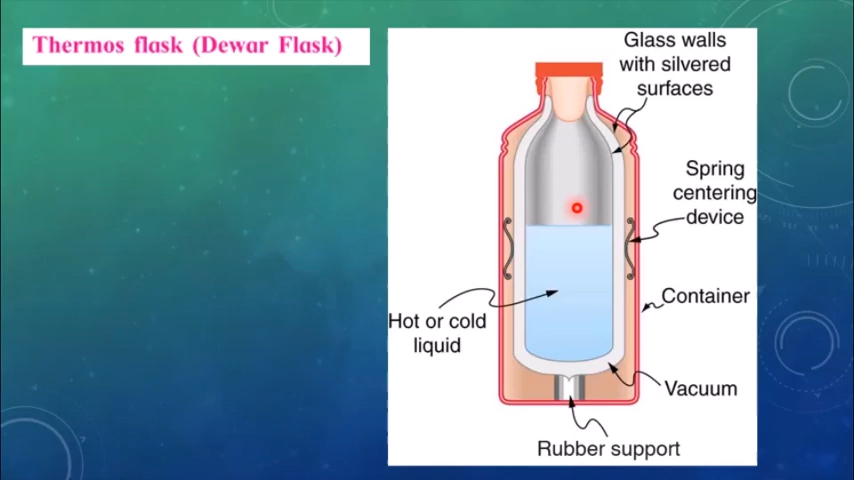 Thermos flask (Dewar Flask)
Glass walls
with silvered
surfaces
Spring
centering
device
Container
Hot or cold
liquid
Vacuum
Rubber support